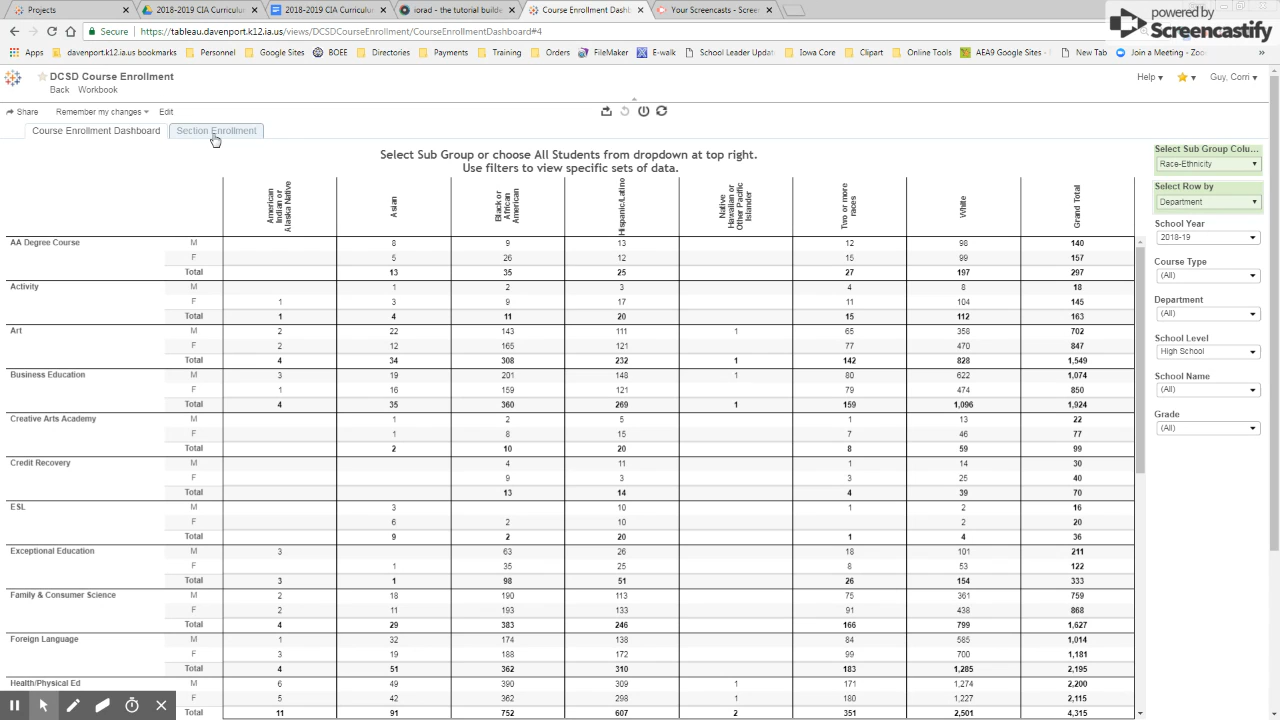 Projects
2018-2019 CIA Curriculum
2018-2019 CIA Curriculum
iorad - the tutorial builde
Course Enrollment Dashb
Your Screencasts - Scree
powered by
Screencastify
Secure
https://tableau.davenport.k12.ia.us/views/DCSDCourseEnrollment/CourseEnrollmentDashboard#4
Apps davenport.k12.ia.us bookmarks Personnel Google Sites BOEE Directories Payroll Training Orders FileMaker E-walk School Leader Updat Iowa Core Clipart Online Tools AEA9 Google Sites New Tab Join a Meeting - Zoo »
DCSD Course Enrollment
Back Workbook
Help Guy, Corri
Share Remember my changes Edit
Course Enrollment Dashboard Section Enrollment
Select Sub Group or choose All Students from dropdown at top right.
Use filters to view specific sets of data.
American Indian or Alaska Native Asian Black or African American Hispanic/Latino Native Hawaiian or Other Pacific Islander Two or more races White Grand Total
AA Degree Course M 8 9 13 12 98 140
F 5 26 12 15 99 157
Total 13 35 25 27 197 297
Activity M 1 2 3 4 8 18
F 1 3 9 17 11 104 145
Total 1 4 11 20 15 112 163
Art M 2 22 143 111 1 65 358 702
F 2 12 165 121 77 470 847
Total 4 34 308 232 1 142 828 1,549
Business Education M 3 19 201 148 1 80 622 1,074
F 1 16 159 121 79 474 850
Total 4 35 360 269 1 159 1,096 1,924
Creative Arts Academy M 1 2 5 1 13 22
F 1 8 15 7 46 77
Total 2 10 20 8 59 99
Credit Recovery M 4 11 1 14 30
F 9 3 3 25 40
Total 13 14 4 39 70
ESL M 3 10 1 2 16
F 6 2 10 2 20
Total 9 2 20 1 4 36
Exceptional Education M 3 63 26 18 101 211
F 1 35 25 8 53 122
Total 3 1 98 51 26 154 333
Family & Consumer Science M 2 18 190 113 75 361 759
F 2 11 193 133 91 438 868
Total 4 29 383 246 166 799 1,627
Foreign Language M 1 32 174 138 84 585 1,014
F 3 19 188 172 99 700 1,181
Total 4 51 362 310 183 1,285 2,195
Health/Physical Ed M 6 49 390 309 1 171 1,274 2,200
F 5 42 362 298 1 180 1,227 2,115
Total 11 91 752 607 2 351 2,501 4,315
Select Sub Group Colu...
Race-Ethnicity
Select Row by
Department
School Year
2018-19
Course Type
(All)
Department
(All)
School Level
High School
School Name
(All)
Grade
(All)